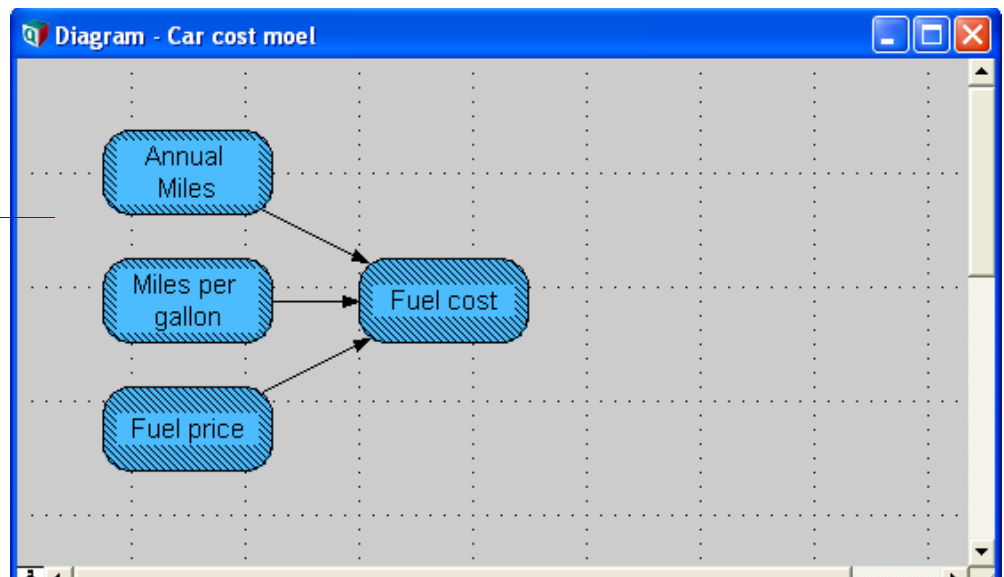 Diagram - Car cost moel
Annual
Miles
Miles per
gallon
Fuel cost
Fuel price